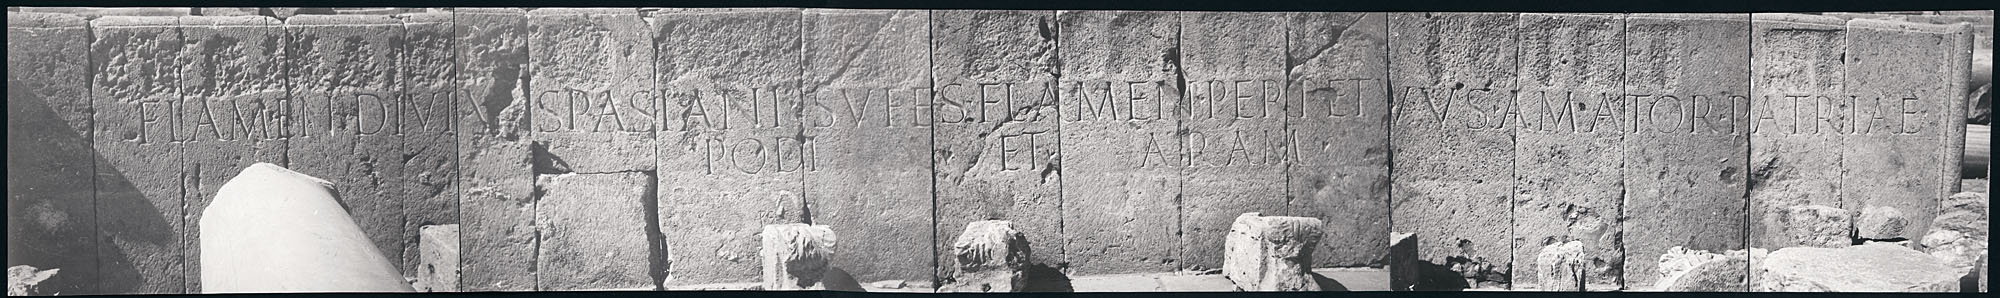 FLAMEN·DIVI VESPASIANI SVFES·FLAMEN·PERPETVVS·AMATOR·PATRIAE
PODI ET ARAM